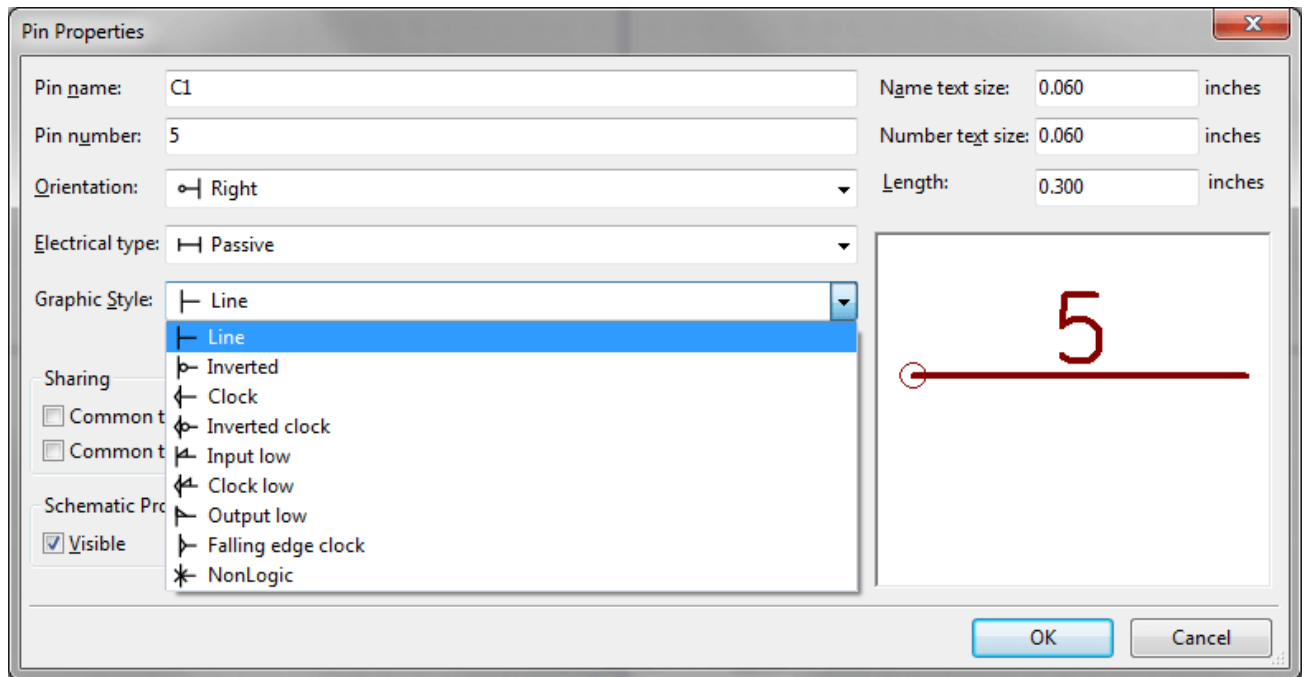 Pin Properties
Pin name: C1 Name text size: 0.060 inches
Pin number: 5 Number text size: 0.060 inches
Orientation: Right Length: 0.300 inches
Electrical type: Passive
Graphic Style: Line
Line
Inverted
Sharing
Clock
Common t
Inverted clock
Common t
Input low
Clock low
Schematic Pro
Output low
Visible
Falling edge clock
NonLogic
5
OK Cancel